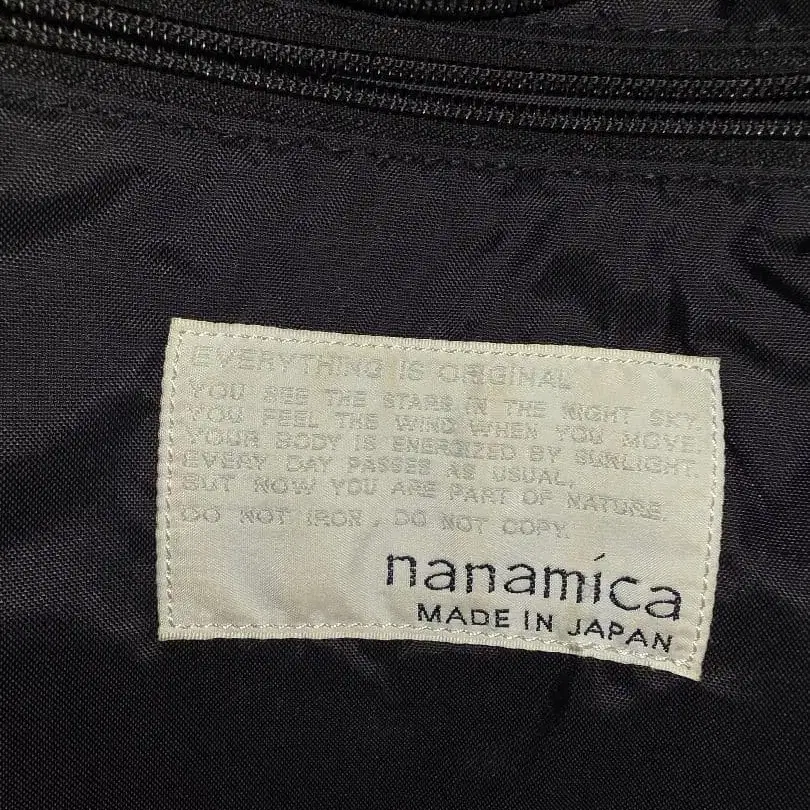 EVERYTHING IS ORIGINAL
YOU SEE THE STARS IN THE NIGHT SKY.
YOU FEEL THE WIND WHEN YOU MOVE.
YOUR BODY IS ENERGIZED BY SUNLIGHT.
EVERY DAY PASSES AS USUAL,
BUT NOW YOU ARE PART OF NATURE.
DO NOT IRON, DO NOT COPY.
nanamíca
MADE IN JAPAN